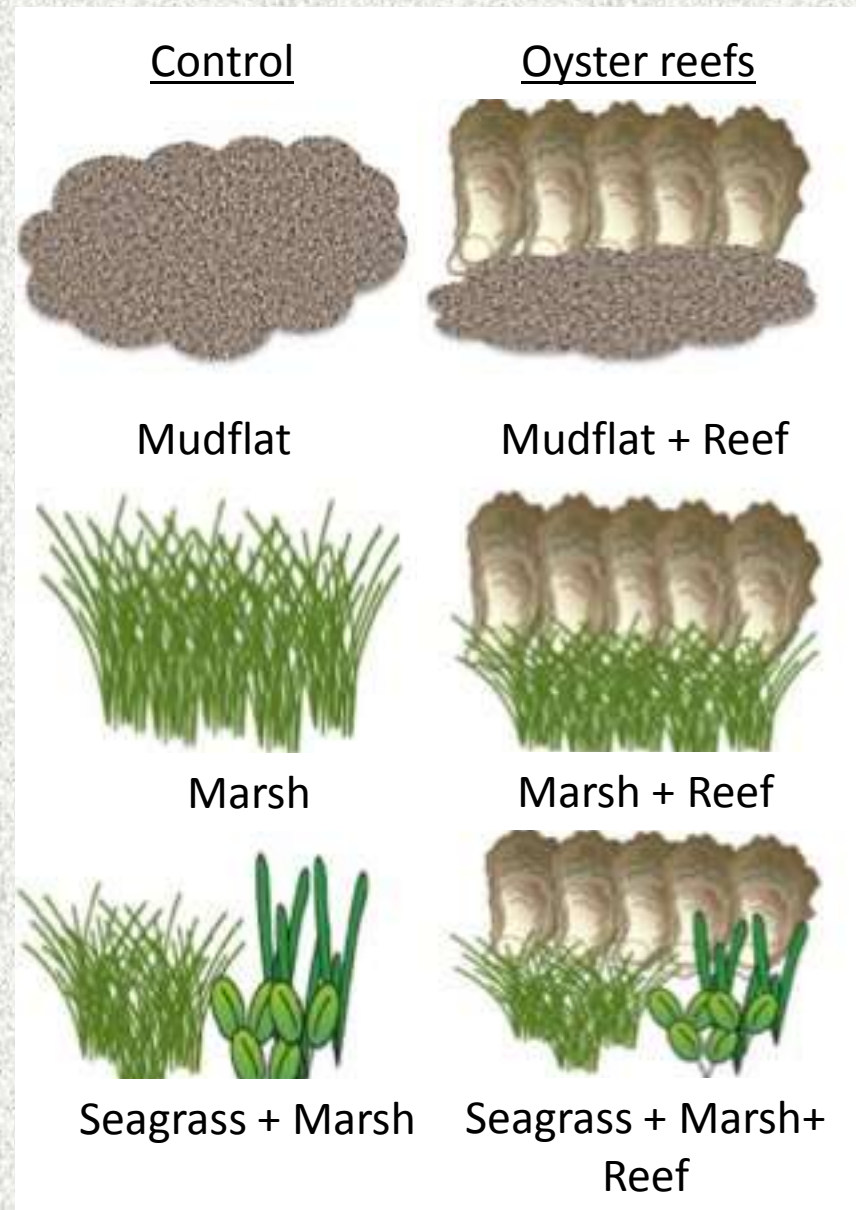 Control
Oyster reefs
Mudflat
Mudflat + Reef
Marsh
Marsh + Reef
Seagrass + Marsh
Seagrass + Marsh+
Reef